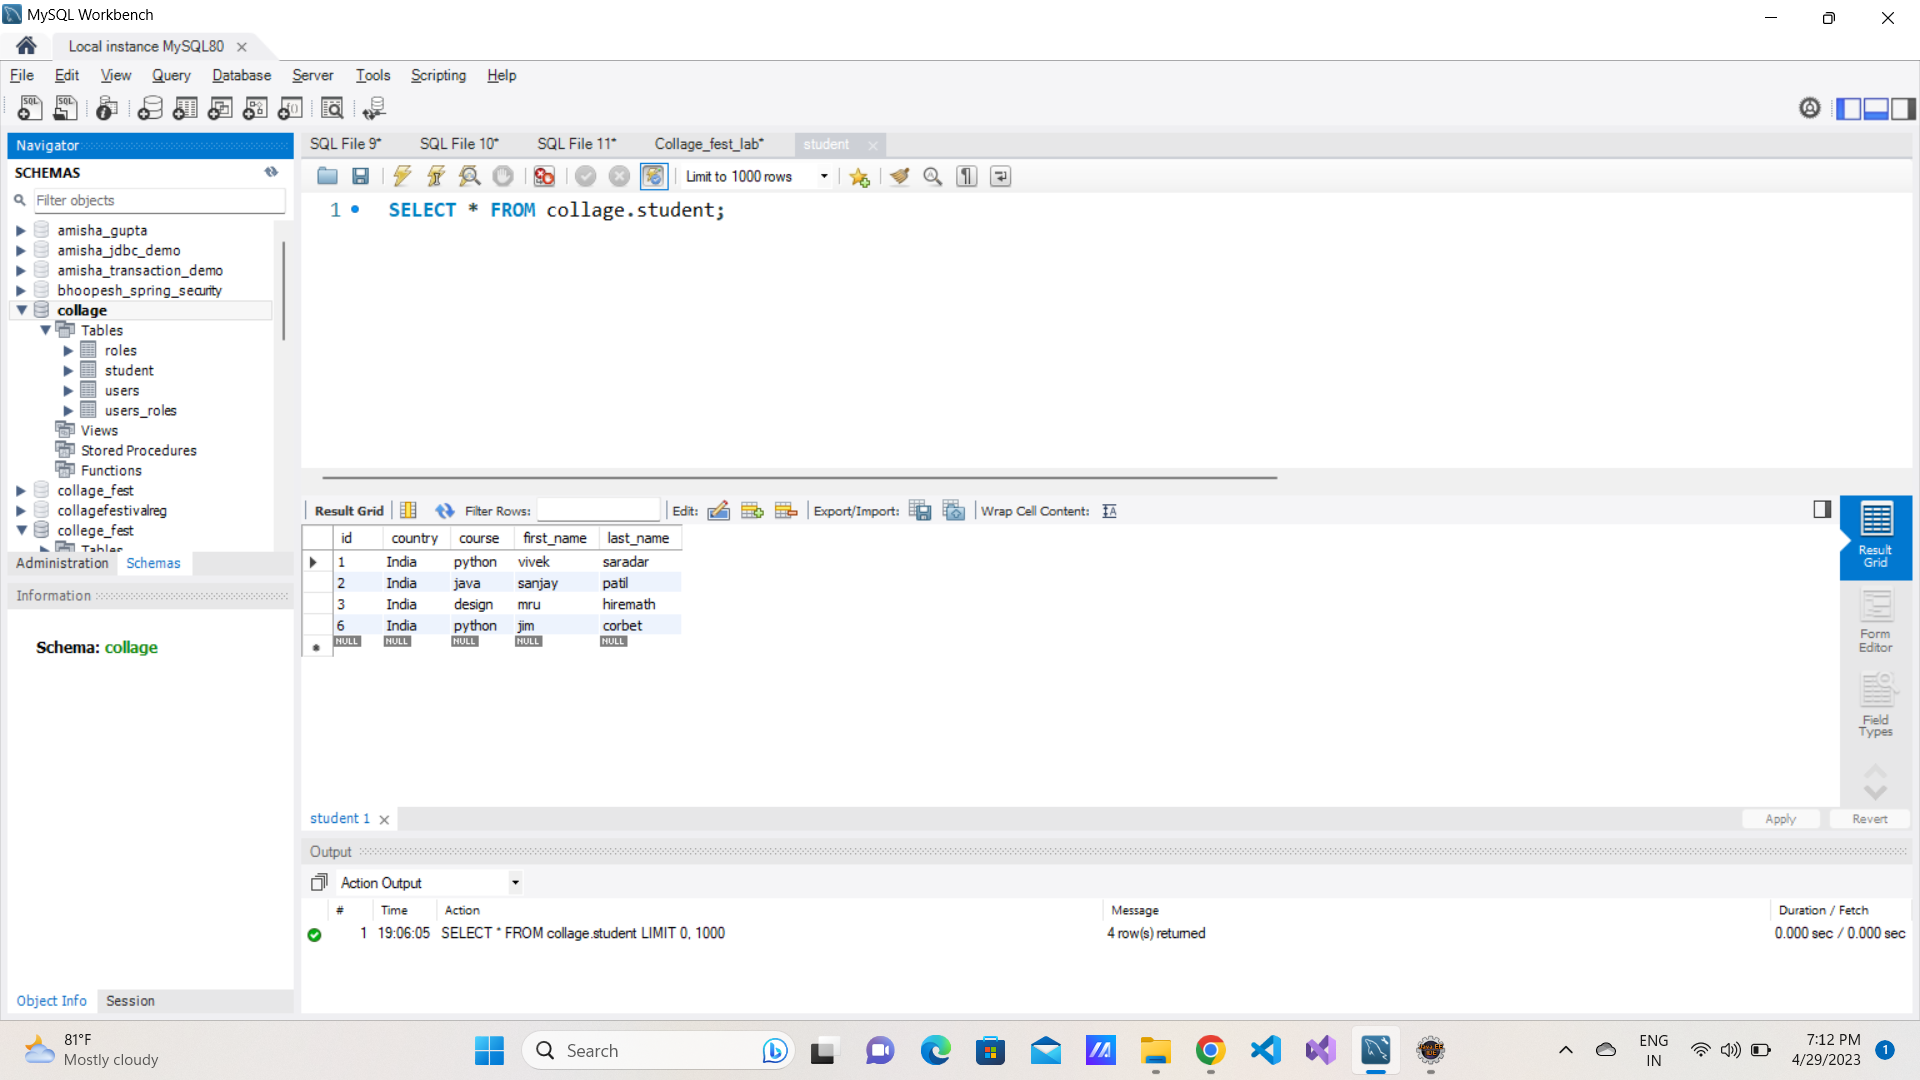 MySQL Workbench
Local instance MySQL80
File Edit View Query Database Server Tools Scripting Help
Navigator
SCHEMAS
Filter objects
amisha_gupta
amisha_jdbc_demo
amisha_transaction_demo
bhoopesh_spring_security
collage
Tables
roles
student
users
users_roles
Views
Stored Procedures
Functions
collage_fest
collagefestivalreg
college_fest
Tables
Administration Schemas
Information
Schema: collage
Object Info Session
SQL File 9* SQL File 10* SQL File 11* Collage_fest_lab* student
Limit to 1000 rows
1 SELECT * FROM collage.student;
Result Grid Filter Rows: Edit: Export/Import: Wrap Cell Content:
id country course first_name last_name
1 India python vivek saradar
2 India java sanjay patil
3 India design mru hiremath
6 India python jim corbet
NULL NULL NULL NULL NULL
Result
Grid
Form
Editor
Field
Types
student 1
Apply Revert
Output
Action Output
# Time Action Message Duration / Fetch
1 19:06:05 SELECT * FROM collage.student LIMIT 0, 1000 4 row(s) returned 0.000 sec / 0.000 sec
81°F
Mostly cloudy
Search
ENG
IN
7:12 PM
4/29/2023
1